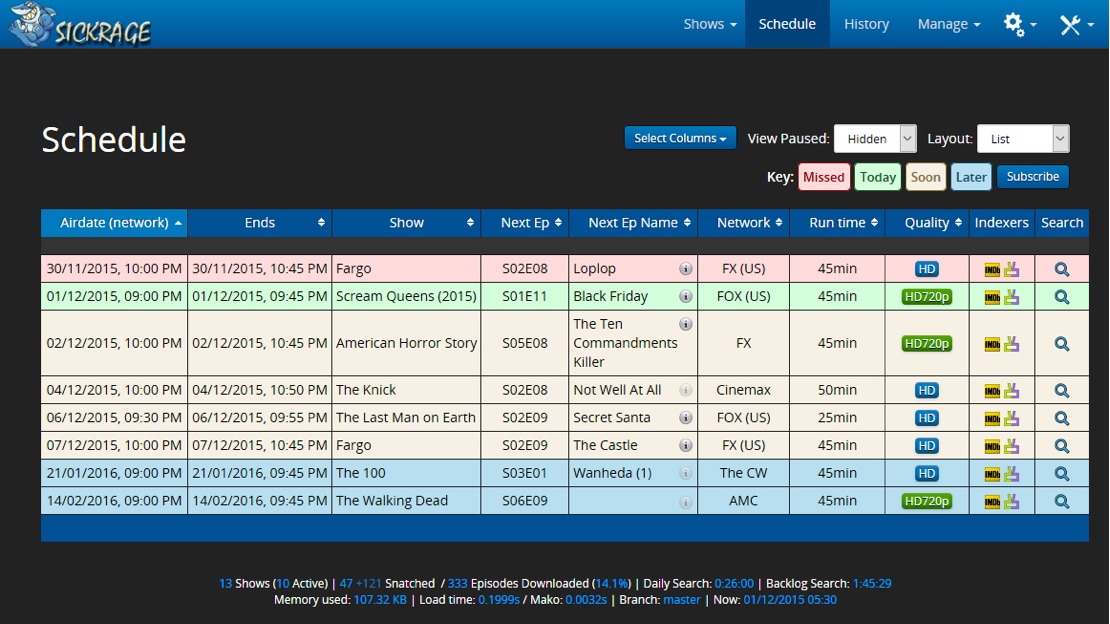 SICKRAGE Shows Schedule History Manage
Schedule Select Columns View Paused: Hidden Layout: List
Key: Missed Today Soon Later Subscribe
Airdate (network) Ends Show Next Ep Next Ep Name Network Run time Quality Indexers Search
30/11/2015, 10:00 PM 30/11/2015, 10:45 PM Fargo S02E08 Loplop FX (US) 45min HD IMDb
01/12/2015, 09:00 PM 01/12/2015, 09:45 PM Scream Queens (2015) S01E11 Black Friday FOX (US) 45min HD720p IMDb
02/12/2015, 10:00 PM 02/12/2015, 10:45 PM American Horror Story S05E08 The Ten
Commandments
Killer FX 45min HD720p IMDb
04/12/2015, 10:00 PM 04/12/2015, 10:50 PM The Knick S02E08 Not Well At All Cinemax 50min HD IMDb
06/12/2015, 09:30 PM 06/12/2015, 09:55 PM The Last Man on Earth S02E09 Secret Santa FOX (US) 25min HD IMDb
07/12/2015, 10:00 PM 07/12/2015, 10:45 PM Fargo S02E09 The Castle FX (US) 45min HD IMDb
21/01/2016, 09:00 PM 21/01/2016, 09:45 PM The 100 S03E01 Wanheda (1) The CW 45min HD IMDb
14/02/2016, 09:00 PM 14/02/2016, 09:45 PM The Walking Dead S06E09 AMC 45min HD720p IMDb
13 Shows (10 Active) | 47 +121 Snatched / 333 Episodes Downloaded (14.1%) | Daily Search: 0:26:00 | Backlog Search: 1:45:29
Memory used: 107.32 KB | Load time: 0.1999s / Mako: 0.0032s | Branch: master | Now: 01/12/2015 05:30